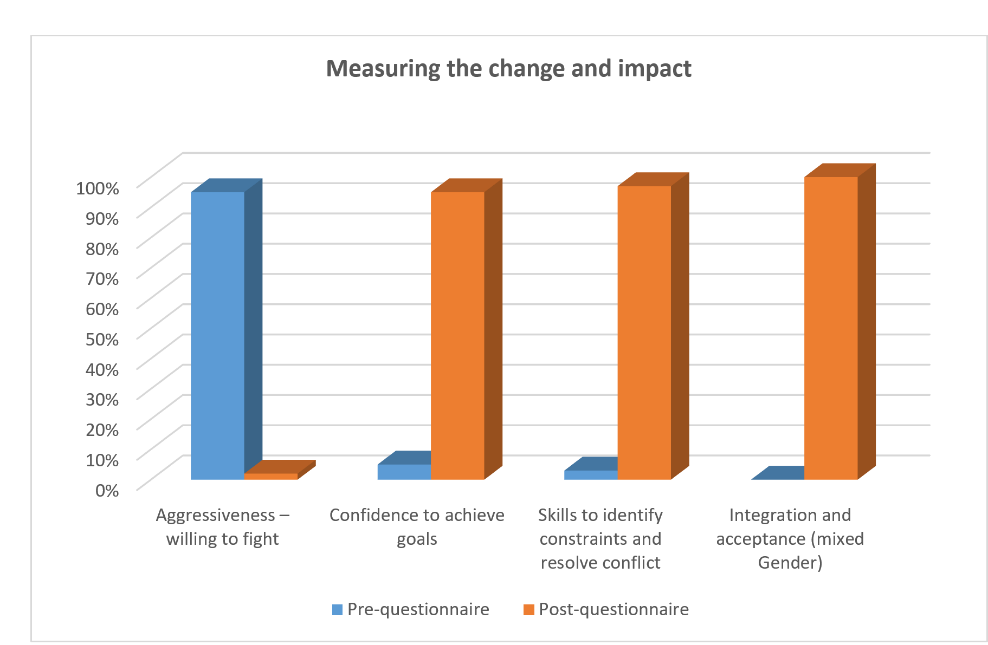 Measuring the change and impact
100%
90%
80%
70%
60%
50%
40%
30%
20%
10%
0%
Aggressiveness –
willing to fight
Confidence to achieve
goals
Skills to identify
constraints and
resolve conflict
Integration and
acceptance (mixed
Gender)
Pre-questionnaire
Post-questionnaire